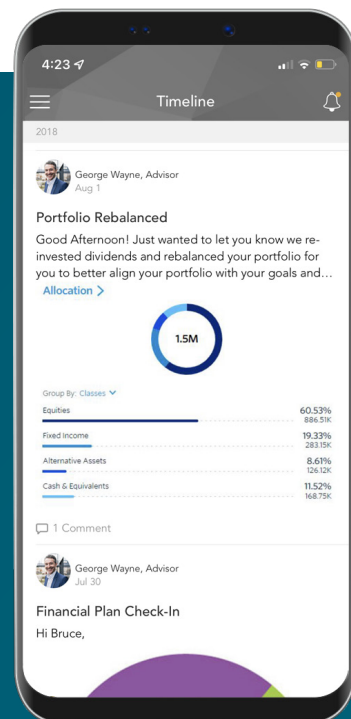 4:23
Timeline
2018
George Wayne, Advisor
Aug 1
Portfolio Rebalanced
Good Afternoon! Just wanted to let you know we re-
invested dividends and rebalanced your portfolio for
you to better align your portfolio with your goals and...
Allocation >
1.5M
Group By: Classes
Equities 60.53%
886.51K
Fixed Income 19.33%
283.15K
Alternative Assets 8.61%
126.12K
Cash & Equivalents 11.52%
168.75K
1 Comment
George Wayne, Advisor
Jul 30
Financial Plan Check-In
Hi Bruce,